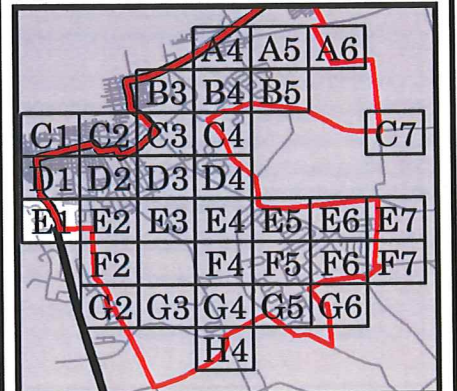 A4 A5 A6
B3 B4 B5
C1 C2 C3 C4 C7
D1 D2 D3 D4
E1 E2 E3 E4 E5 E6 E7
F2 F4 F5 F6 F7
G2 G3 G4 G5 G6
H4